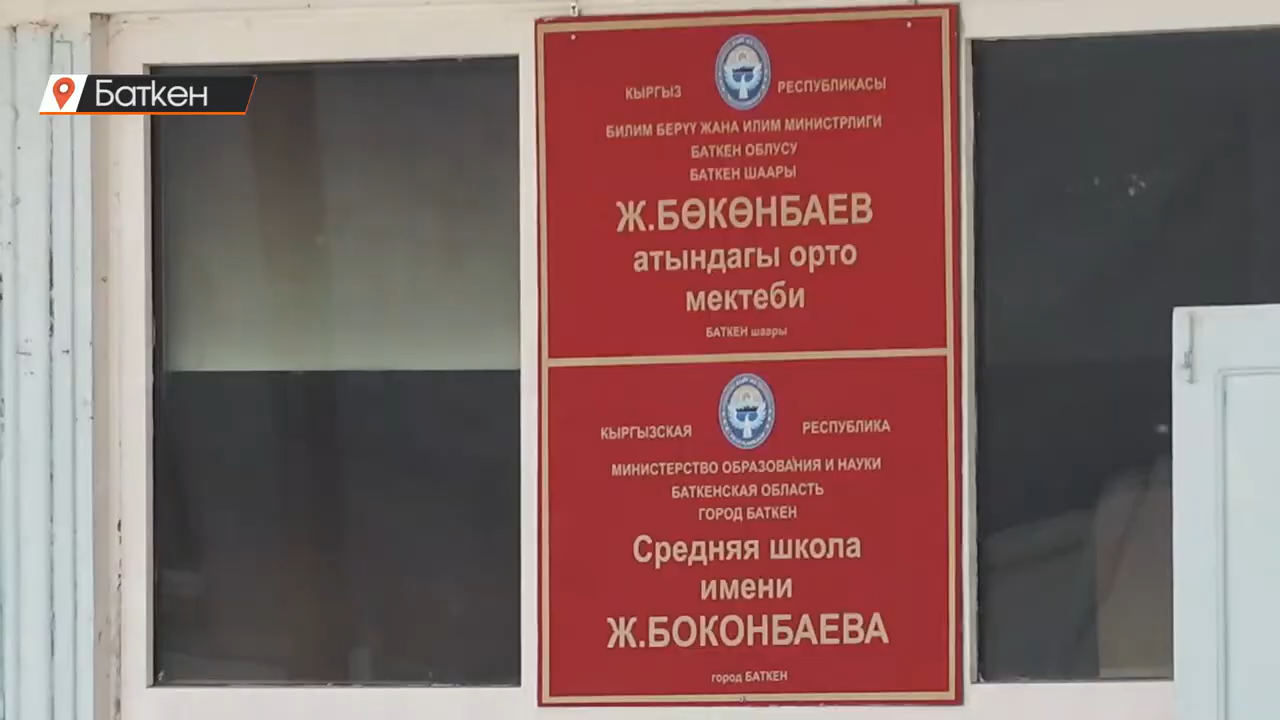 Баткен
КЫРГЫЗ РЕСПУБЛИКАСЫ
БИЛИМ БЕРҮҮ ЖАНА ИЛИМ МИНИСТРЛИГИ
БАТКЕН ОБЛУСУ
БАТКЕН ШААРЫ
Ж.БӨКӨНБАЕВ
атындагы орто
мектеби
БАТКЕН шаары
КЫРГЫЗСКАЯ РЕСПУБЛИКА
МИНИСТЕРСТВО ОБРАЗОВАНИЯ И НАУКИ
БАТКЕНСКАЯ ОБЛАСТЬ
ГОРОД БАТКЕН
Средняя школа
имени
Ж.БОКОНБАЕВА
город БАТКЕН